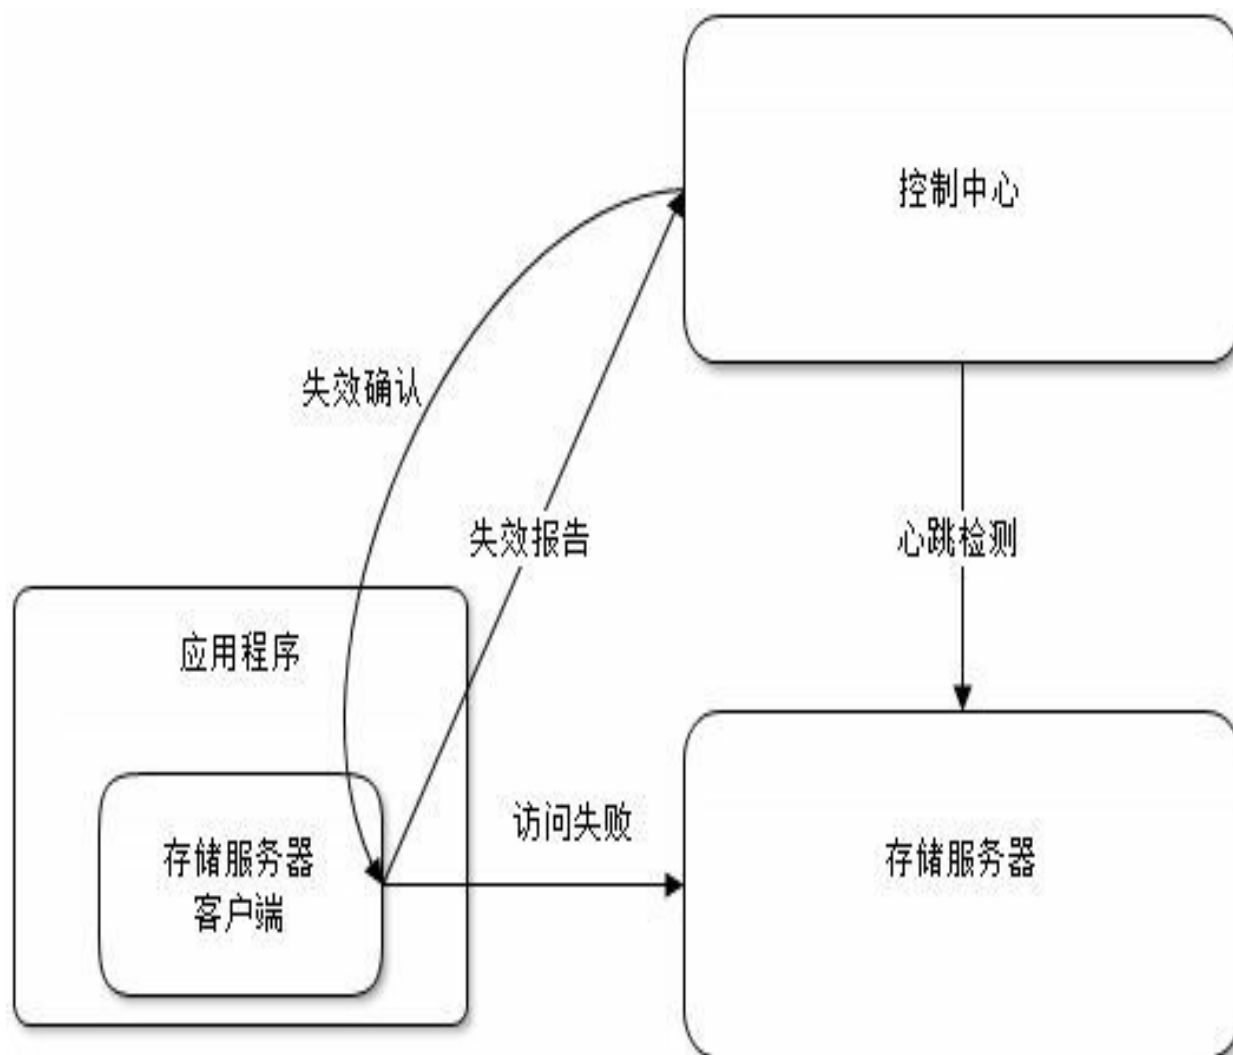 控制中心
失效确认
失效报告
心跳检测
应用程序
访问失败
存储服务器
客户端
存储服务器